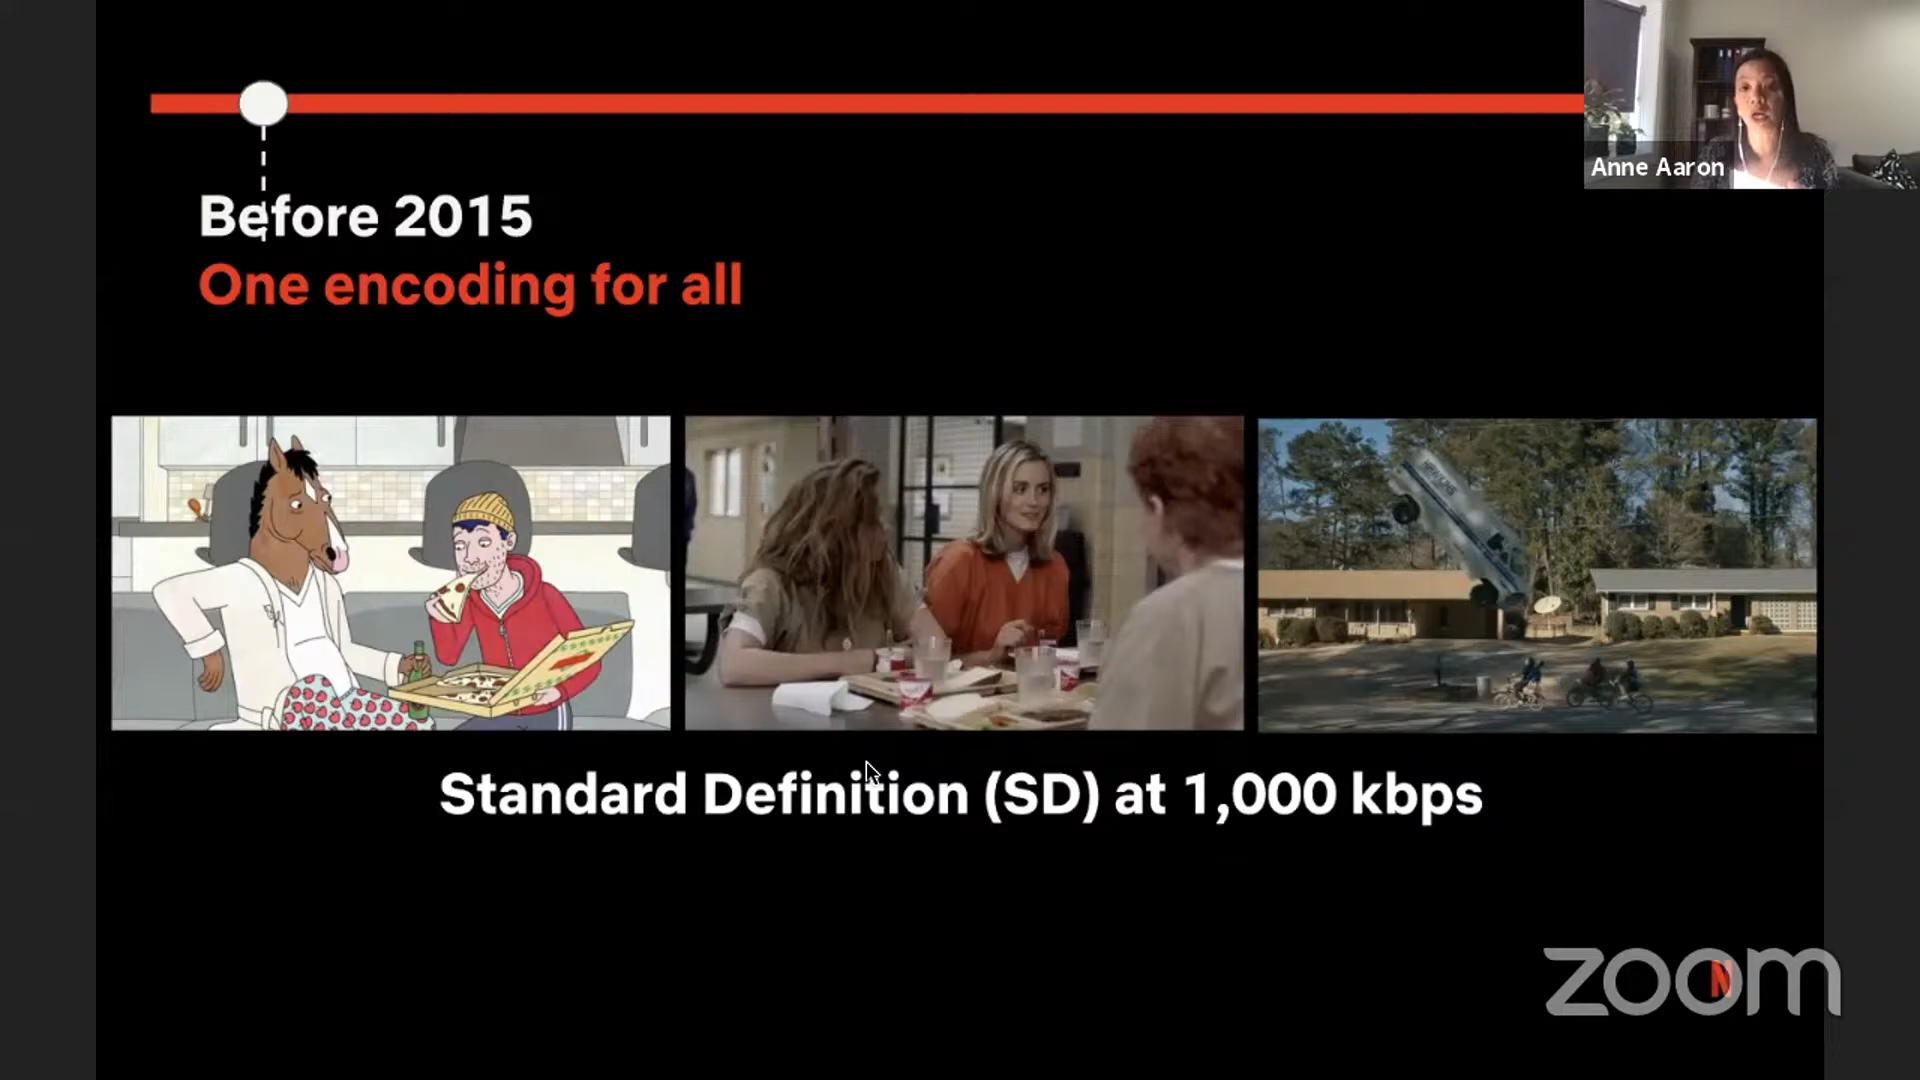 Anne Aaron
Before 2015
One encoding for all
Standard Definition (SD) at 1,000 kbps
zoom
N